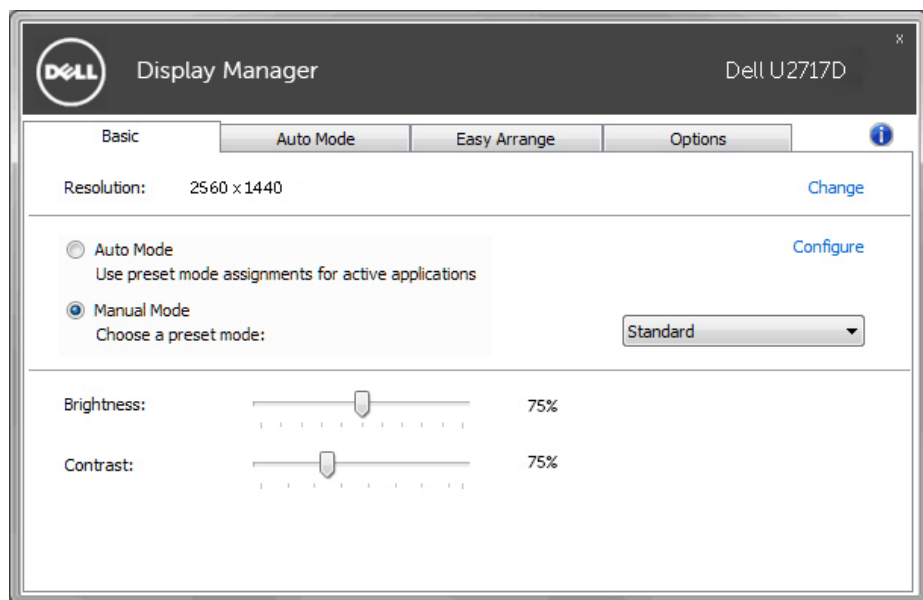 DELL
Display Manager
Dell U2717D
x
Basic
Auto Mode
Easy Arrange
Options
i
Resolution: 2560 x 1440 Change
Auto Mode Configure
Use preset mode assignments for active applications
Manual Mode
Choose a preset mode: Standard
Brightness: 75%
Contrast: 75%